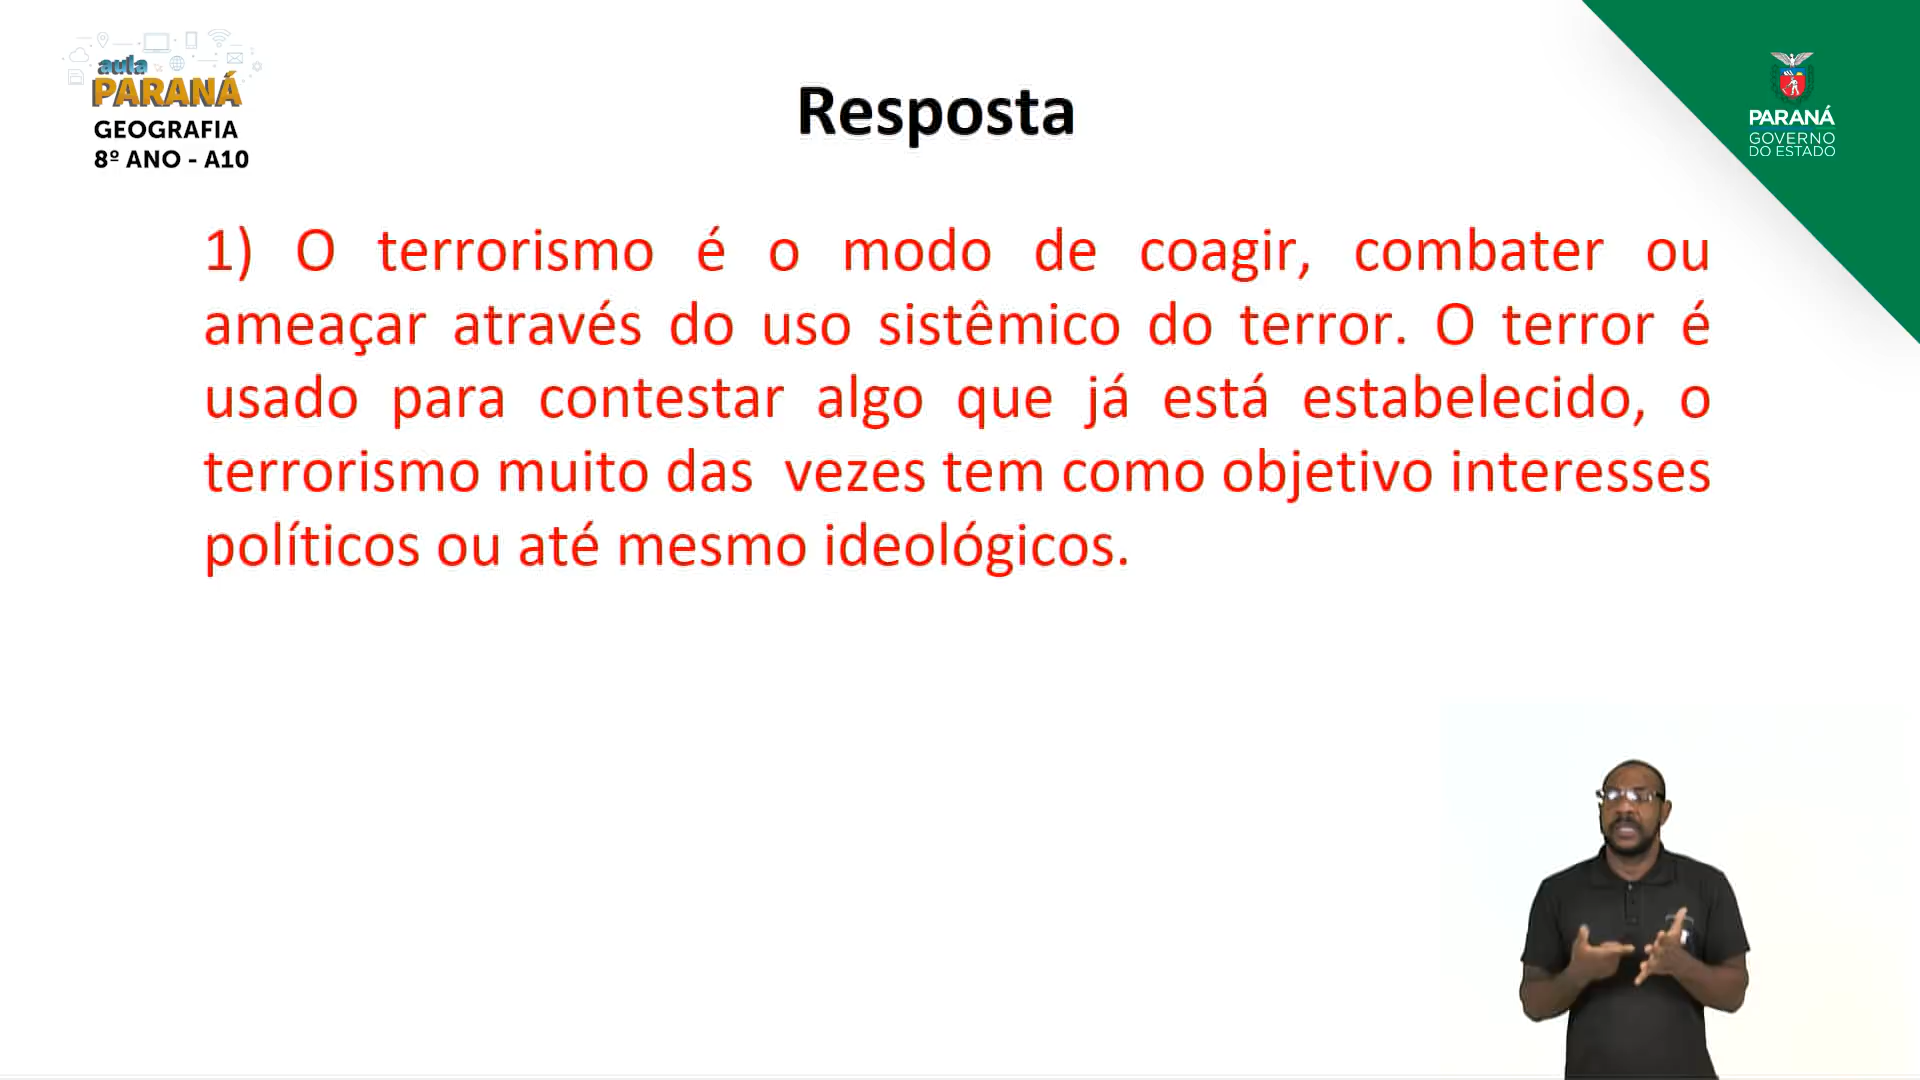 aula
PARANÁ
GEOGRAFIA
8º ANO - A10
Resposta
PARANÁ
GOVERNO
DO ESTADO
1) O terrorismo é o modo de coagir, combater ou
ameaçar através do uso sistêmico do terror. O terror é
usado para contestar algo que já está estabelecido, o
terrorismo muito das vezes tem como objetivo interesses
políticos ou até mesmo ideológicos.